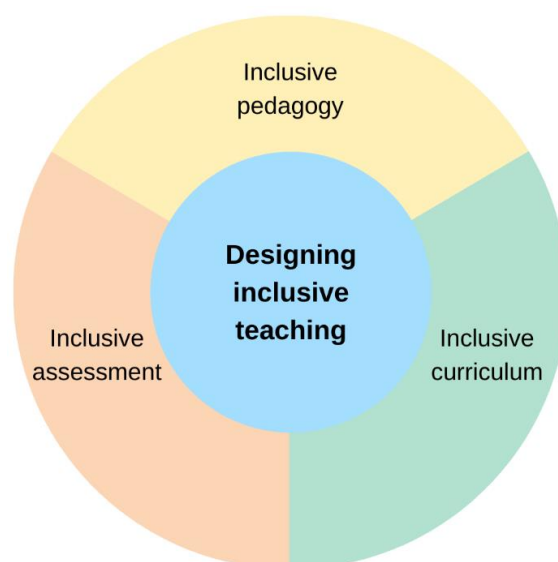 Inclusive
pedagogy
Designing
inclusive
teaching
Inclusive
assessment
Inclusive
curriculum